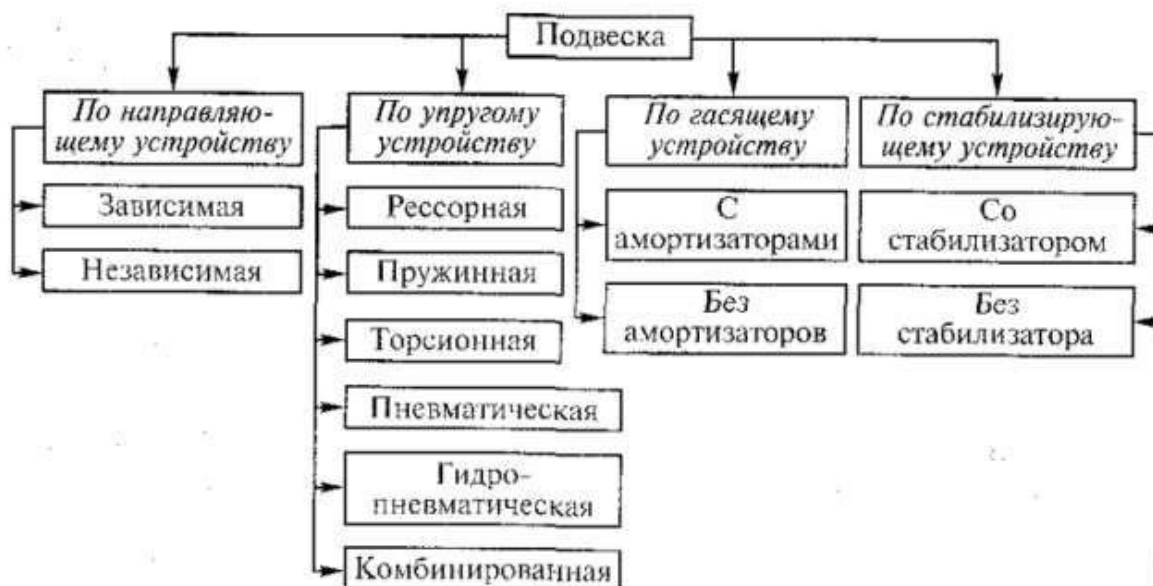 Подвеска
По направляю-
щему устройству
Зависимая
Независимая
По упругому
устройству
Рессорная
Пружинная
Торсионная
Пневматическая
Гидро-
пневматическая
Комбинированная
По гасящему
устройству
С
амортизаторами
Без
амортизаторов
По стабилизирую-
щему устройству
Со
стабилизатором
Без
стабилизатора